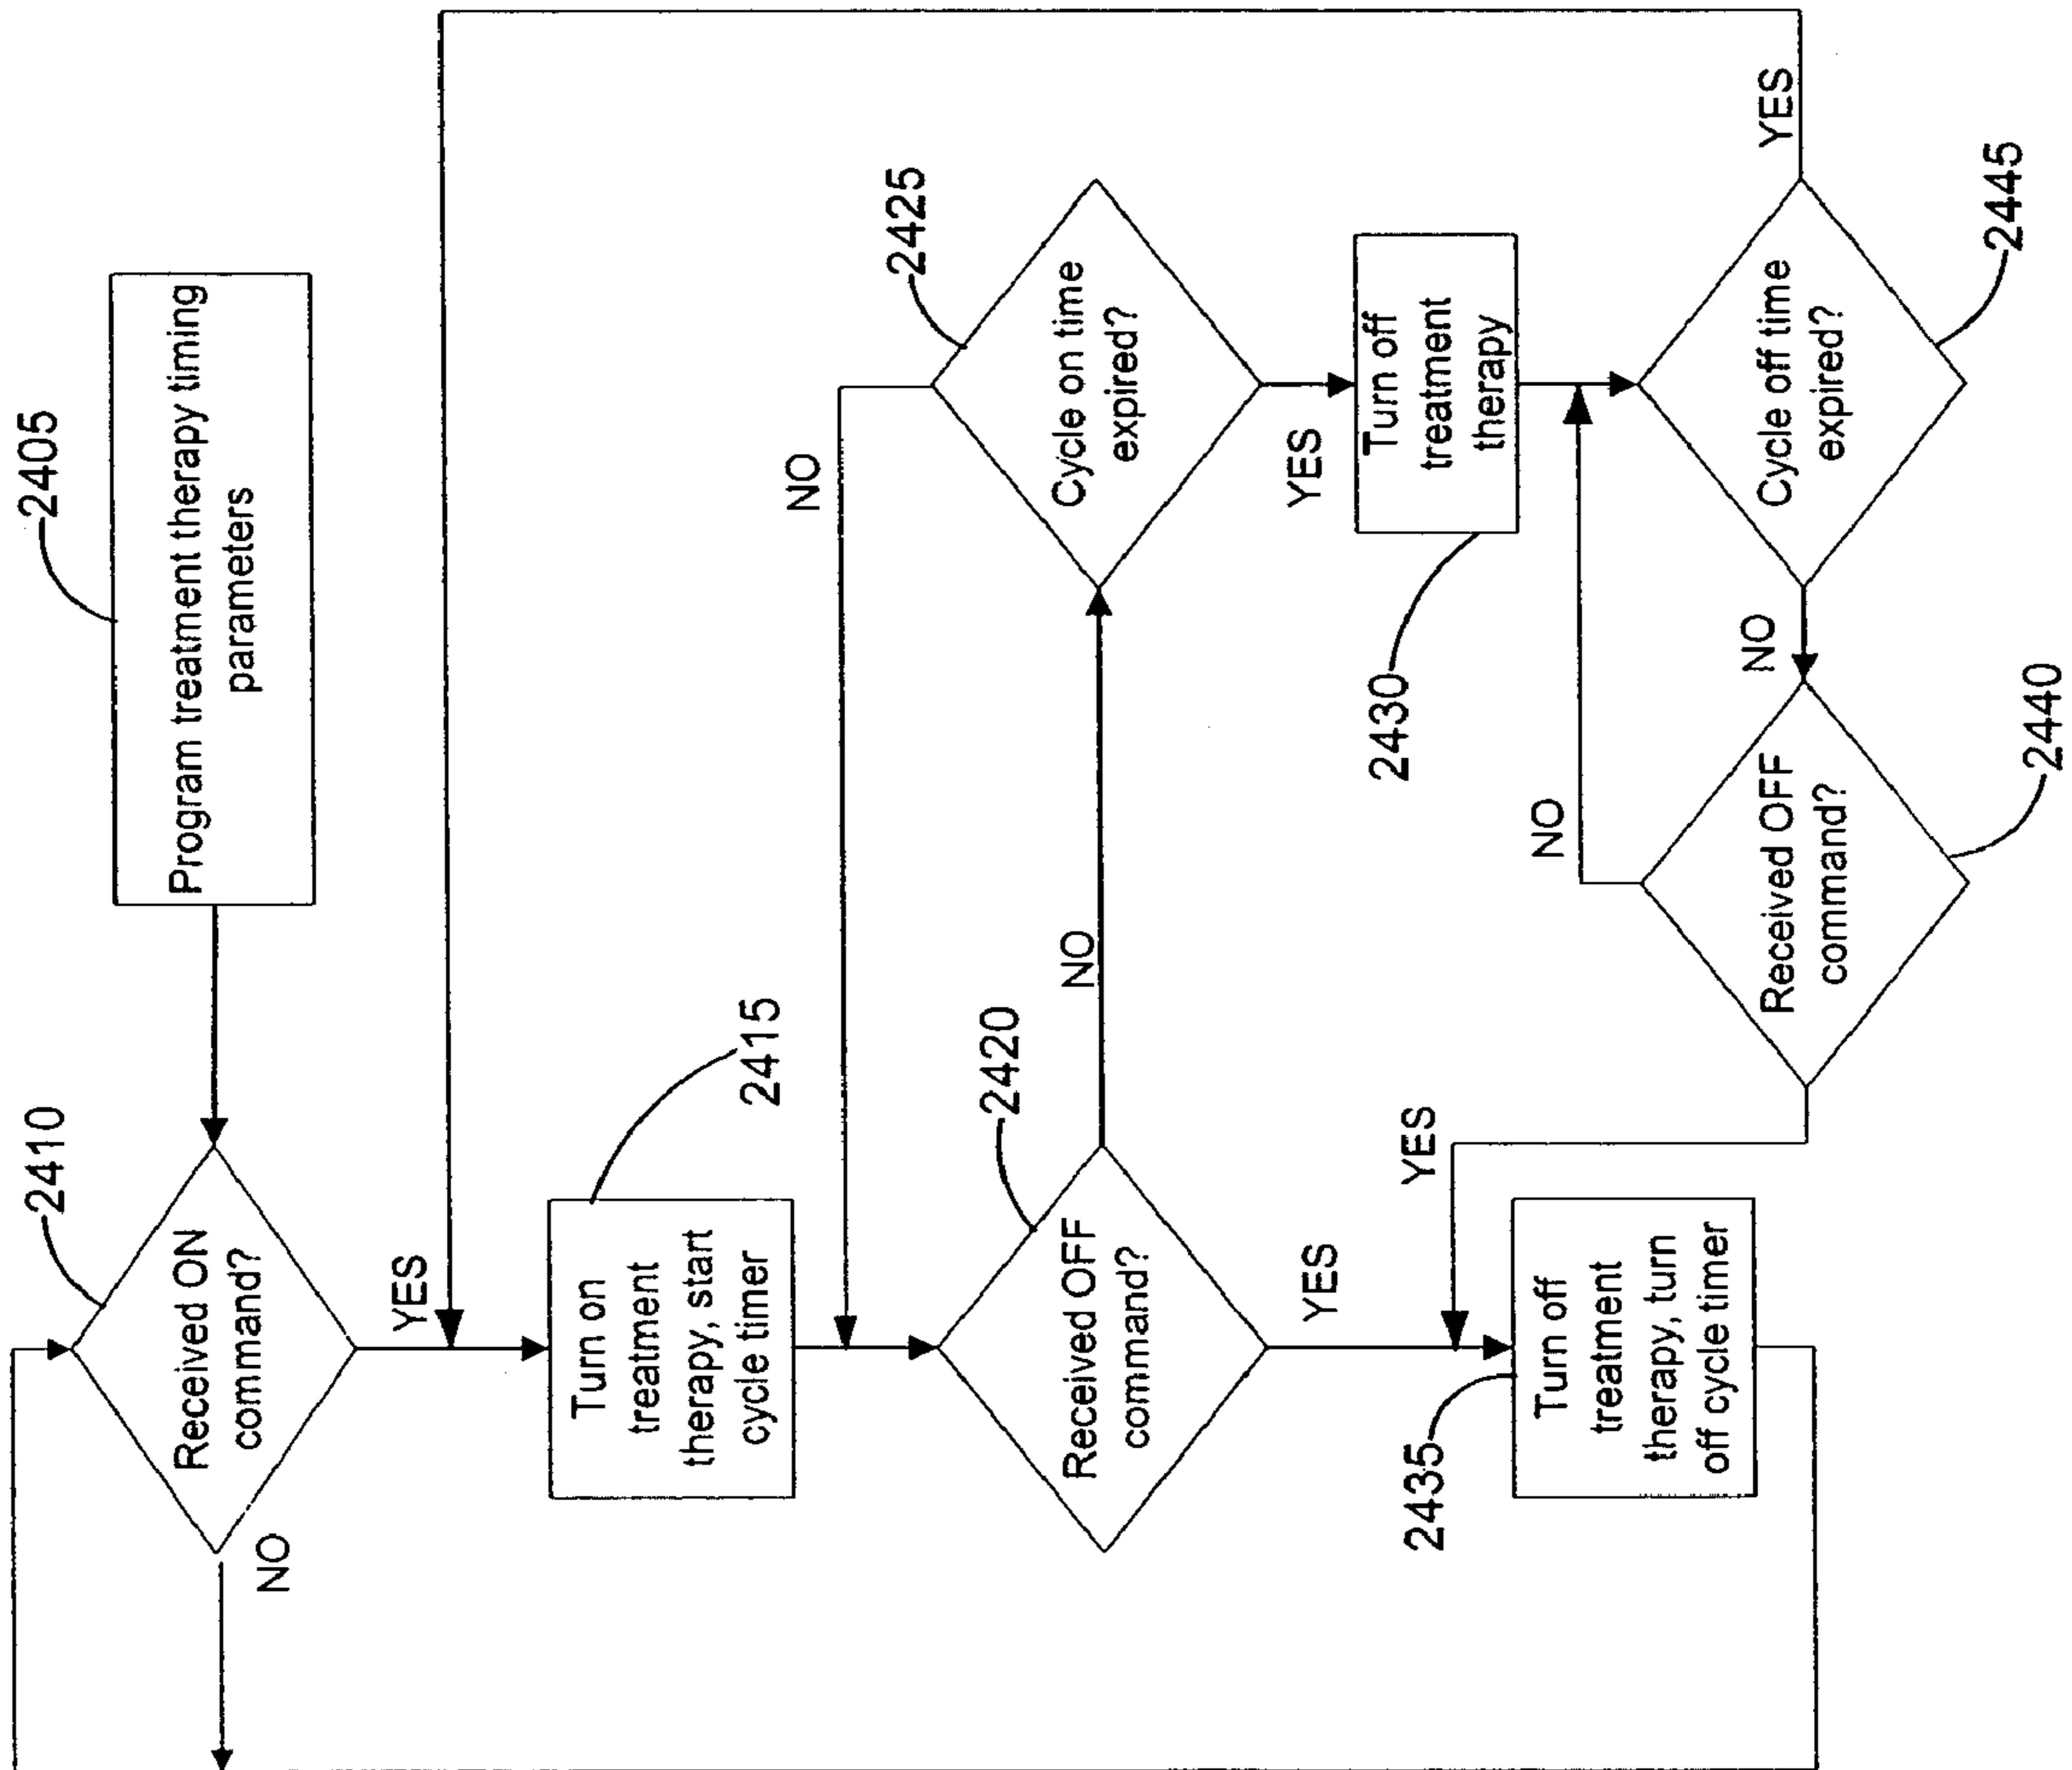 2405
Program treatment therapy timing
parameters
2410
Received ON
command?
NO
YES
2415
Turn on
treatment
therapy, start
cycle timer
2420
Received OFF
command?
NO
YES
2425
Cycle on time
expired?
NO
YES
2430
Turn off
treatment
therapy
2445
Cycle off time
expired?
YES
NO
2440
Received OFF
command?
NO
YES
2435
Turn off
treatment
therapy, turn
off cycle timer